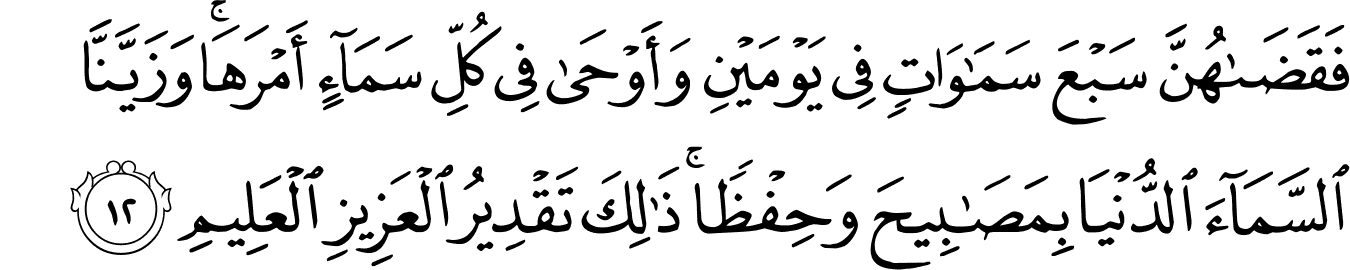 فَقَضَىٰهُنَّ سَبْعَ سَمَٰوَاتٍ فِى يَوْمَيْنِ وَأَوْحَىٰ فِى كُلِّ سَمَآءٍ أَمْرَهَا ۚ وَزَيَّنَّا
ٱلسَّمَآءَ ٱلدُّنْيَا بِمَصَٰبِيحَ وَحِفْظًا ۚ ذَٰلِكَ تَقْدِيرُ ٱلْعَزِيزِ ٱلْعَلِيمِ ١٢